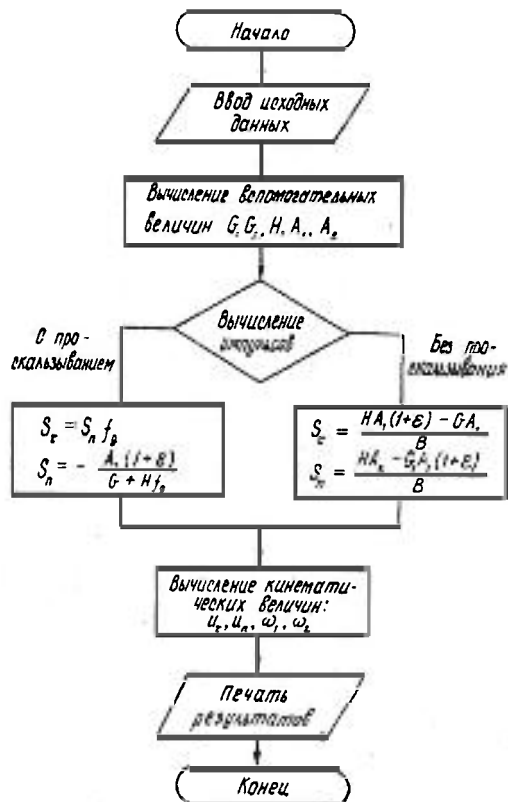 Начало
Ввод исходных
данных
Вычисление вспомогательных
величин G, G₁, H, A₁, A₂
Вычисление
импульсов
С про-
скальзыванием
Без про-
скальзывания
S_τ = S_n f_0
S_n = - A₁(1+ε) / (G + Hf_0)
S_τ = (HA₁(1+ε) - GA₂) / B
S_n = (HA₂ - G₁A₁(1+ε)) / B
Вычисление кинемати-
ческих величин:
u_τ, u_n, ω₁, ω₂
Печать
результатов
Конец